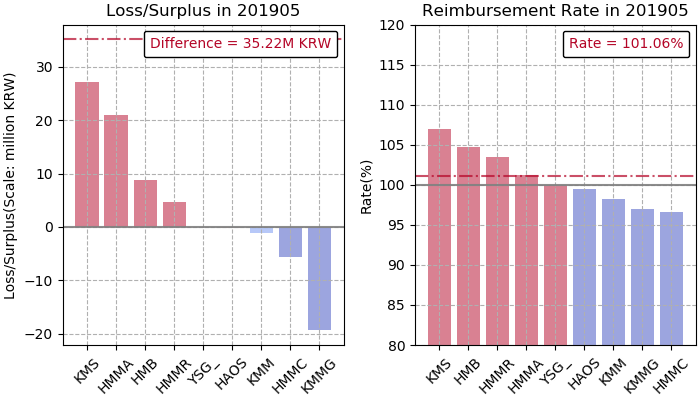 Loss/Surplus in 201905
Difference = 35.22M KRW
Loss/Surplus(Scale: million KRW)
30
20
10
0
−10
−20
KMS
HMMA
HMB
HMMR
YSG_
HAOS
KMM
HMMC
KMMG
Reimbursement Rate in 201905
Rate = 101.06%
Rate(%)
120
115
110
105
100
95
90
85
80
KMS
HMB
HMMR
HMMA
YSG_
HAOS
KMM
KMMG
HMMC